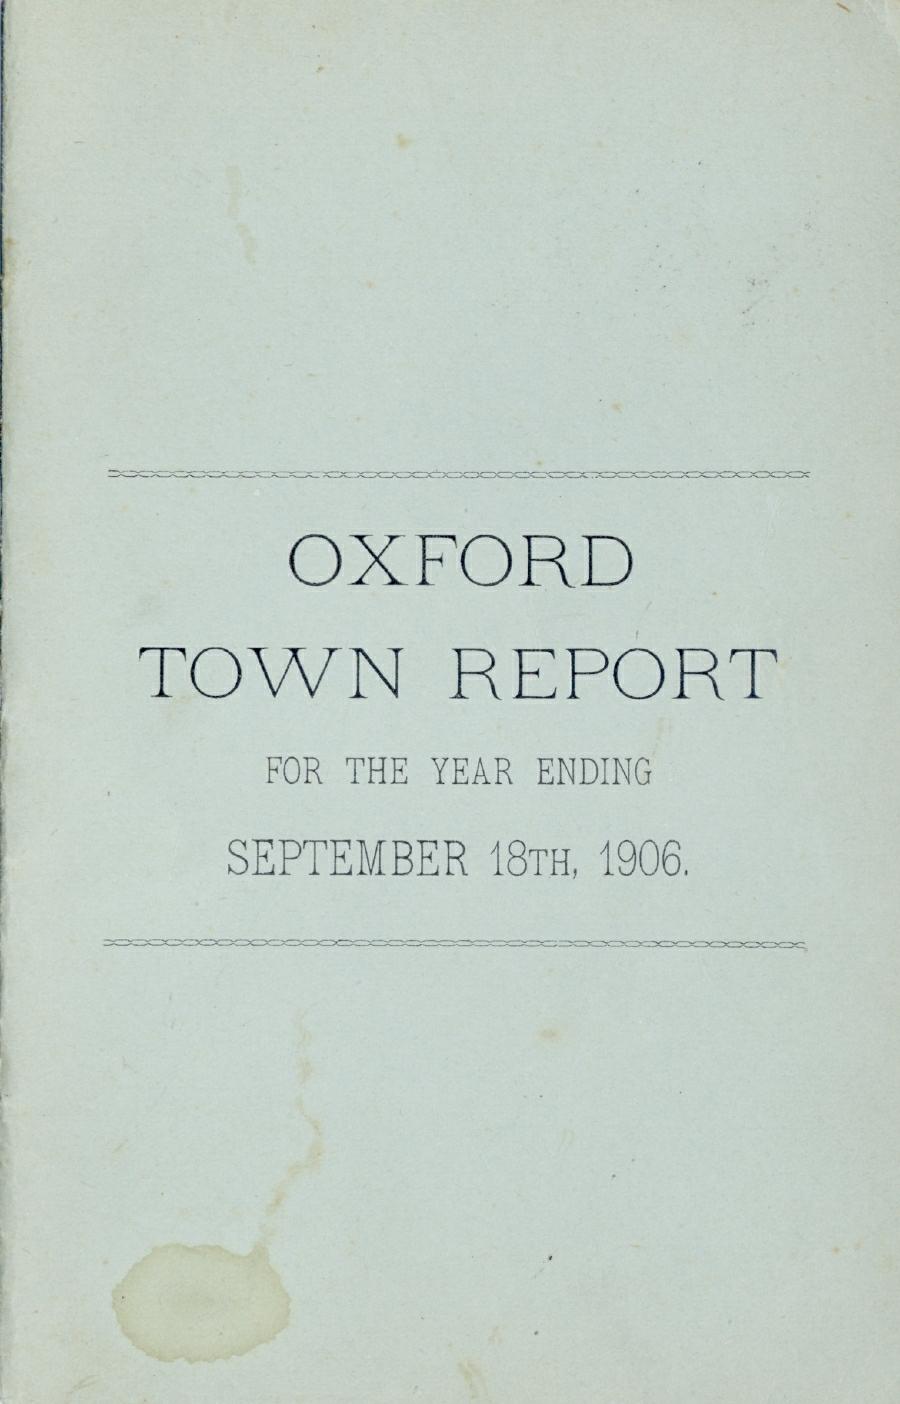 OXFORD
TOWN REPORT
FOR THE YEAR ENDING
SEPTEMBER 18TH, 1906.